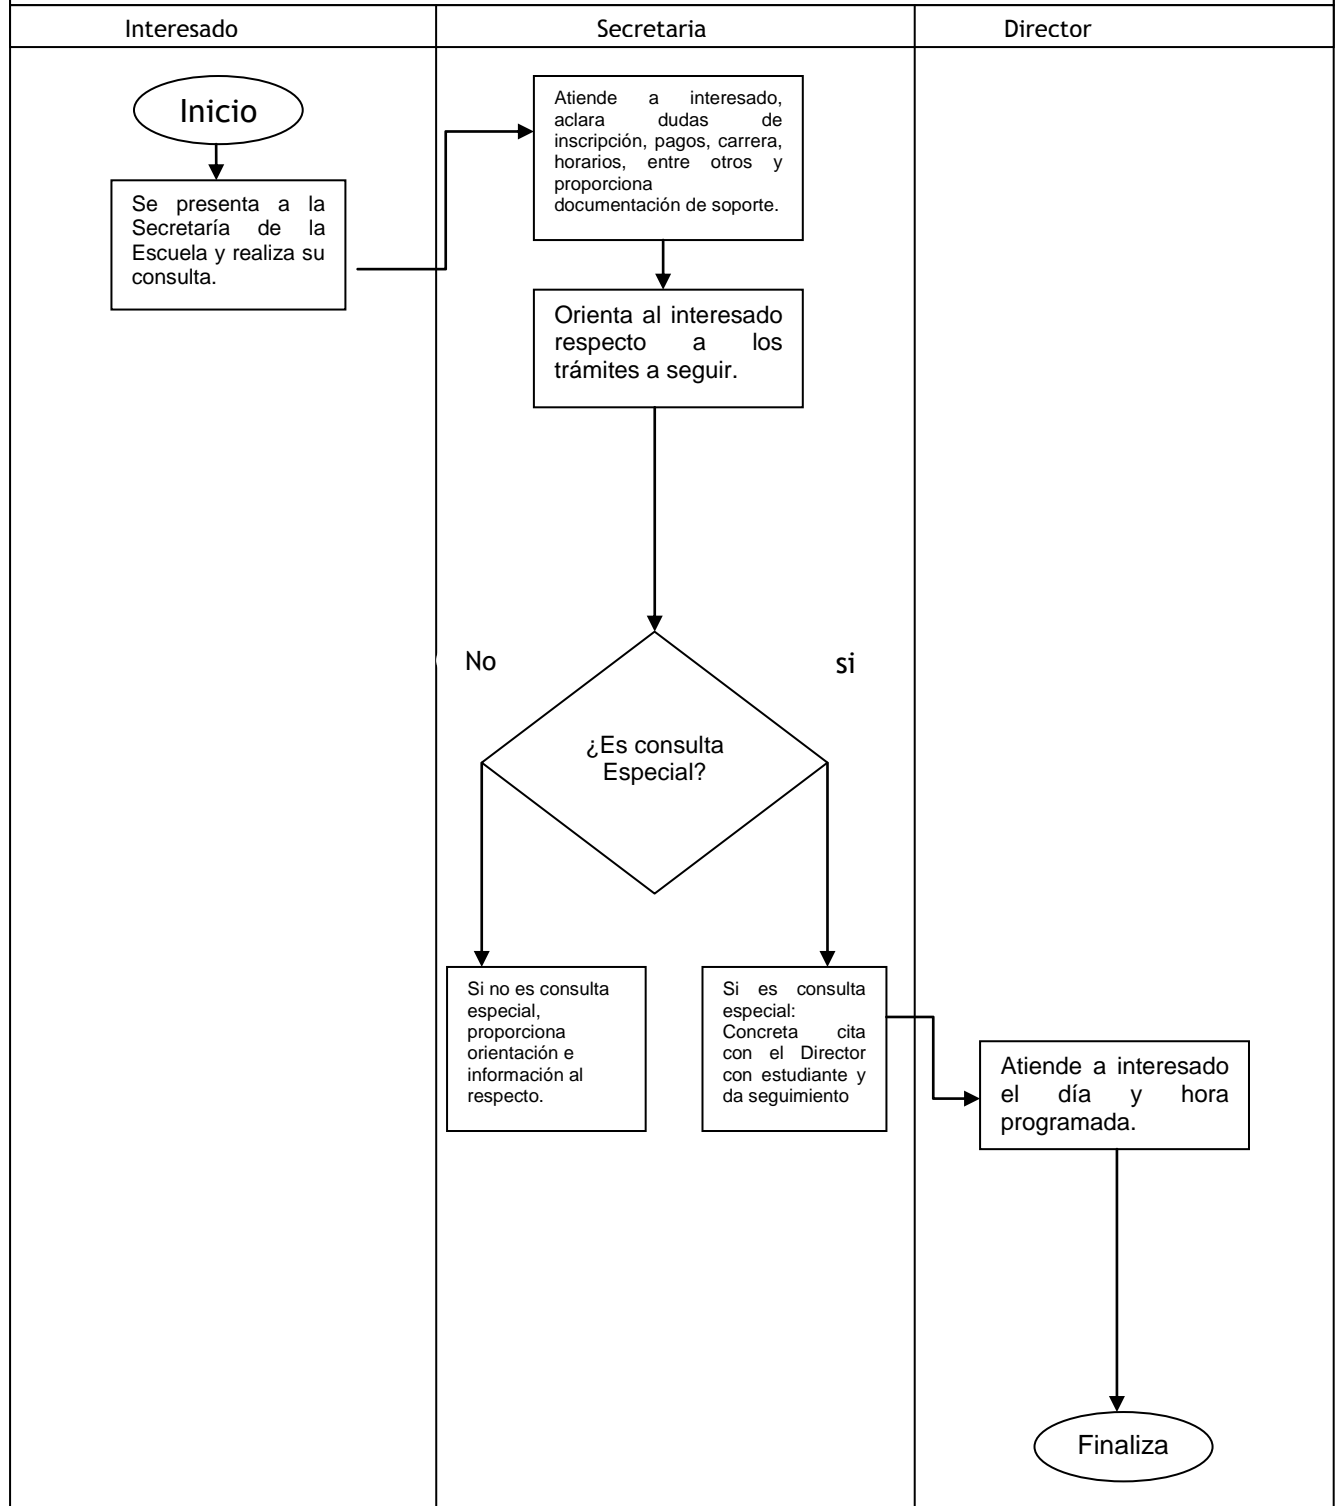 Interesado
Secretaria
Director
Inicio
Se presenta a la
Secretaría de la
Escuela y realiza su
consulta.
Atiende a interesado,
aclara dudas de
inscripción, pagos, carrera,
horarios, entre otros y
proporciona
documentación de soporte.
Orienta al interesado
respecto a los
trámites a seguir.
No
si
¿Es consulta
Especial?
Si no es consulta
especial,
proporciona
orientación e
información al
respecto.
Si es consulta
especial:
Concreta cita
con el Director
con estudiante y
da seguimiento
Atiende a interesado
el día y hora
programada.
Finaliza